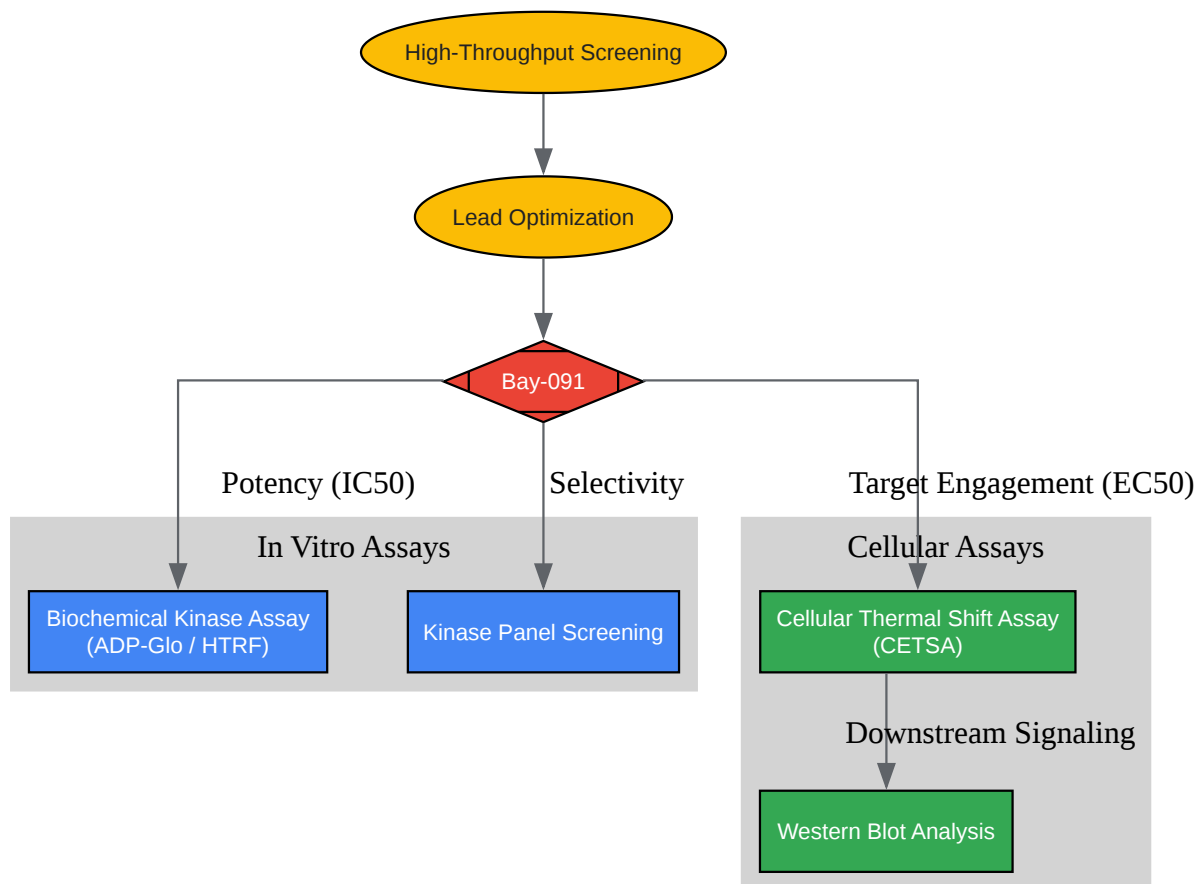 High-Throughput Screening
Lead Optimization
Bay-091
Potency (IC50)
Selectivity
Target Engagement (EC50)
In Vitro Assays
Cellular Assays
Biochemical Kinase Assay
(ADP-Glo / HTRF)
Kinase Panel Screening
Cellular Thermal Shift Assay
(CETSA)
Downstream Signaling
Western Blot Analysis